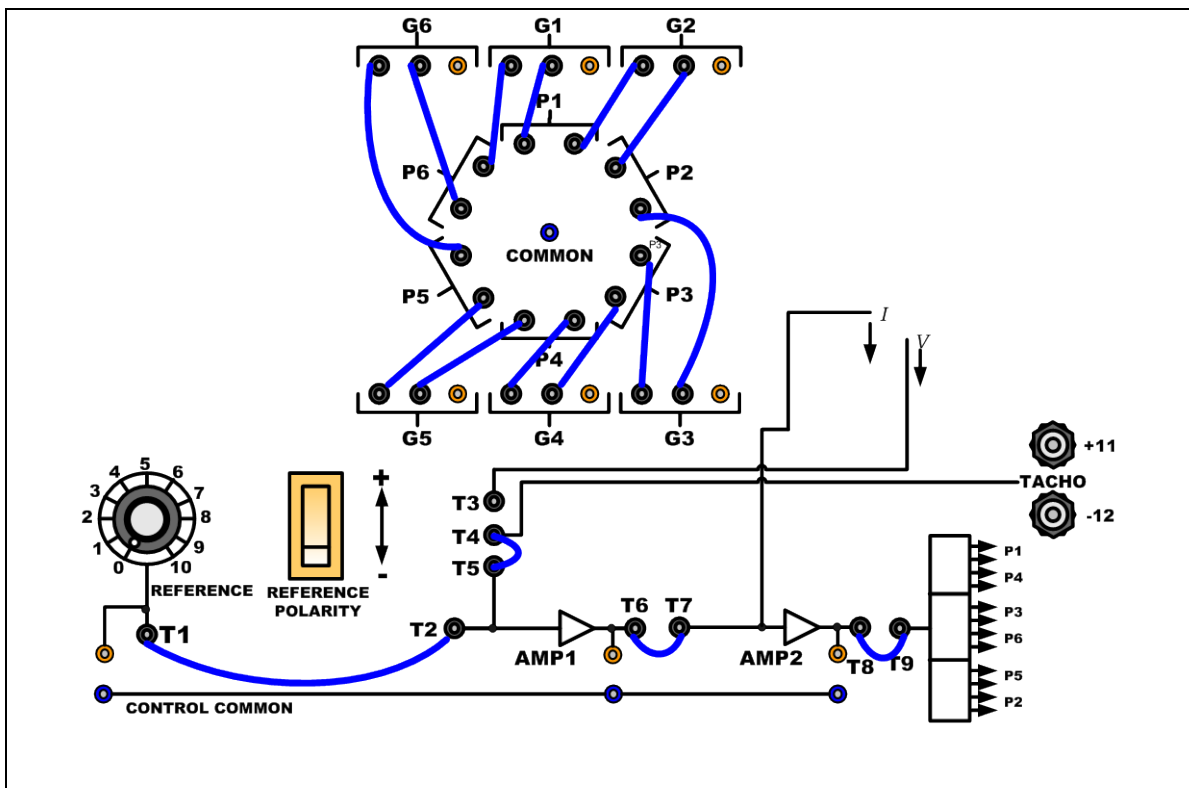 G6 G1 G2
P1
P6 P2
COMMON P3
P5 P3
P4
I
V
G5 G4 G3
+11
TACHO
-12
0 1 2 3 4 5 6 7 8 9 10
REFERENCE
+
-
REFERENCE
POLARITY
T3
T4
T5
T1 T2 T6 T7 T8 T9
AMP1 AMP2
P1
P4
P3
P6
P5
P2
CONTROL COMMON